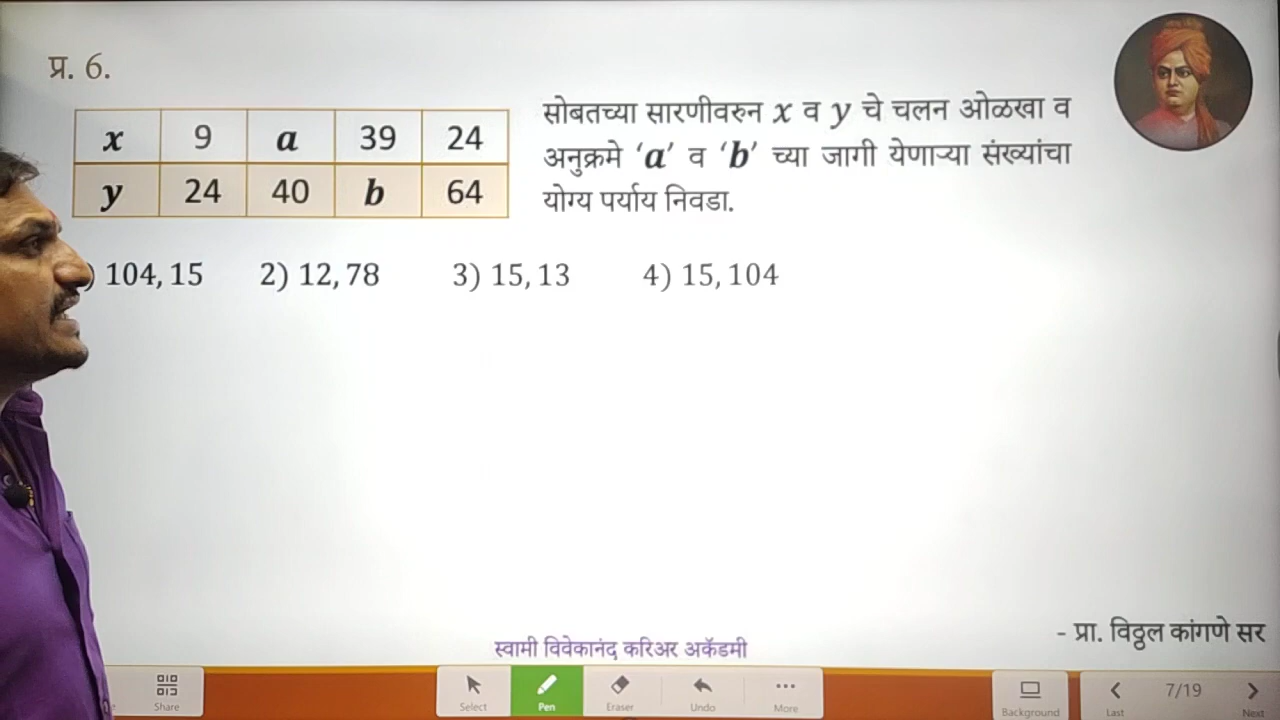 प्र. 6.
x 9 a 39 24
y 24 40 b 64
सोबतच्या सारणीवरुन x व y चे चलन ओळखा व
अनुक्रमे ‘a’ व ‘b’ च्या जागी येणाऱ्या संख्यांचा
योग्य पर्याय निवडा.
) 104, 15 2) 12, 78 3) 15, 13 4) 15, 104
- प्रा. विठ्ठल कांगणे सर
स्वामी विवेकानंद करिअर अकॅडमी
Share Select Pen Eraser Undo More Background Last 7/19 Next